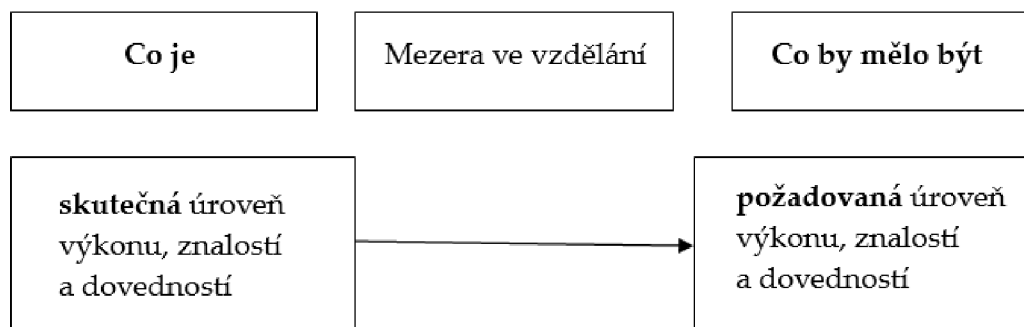 Co je
Mezera ve vzdělání
Co by mělo být
skutečná úroveň
výkonu, znalostí
a dovedností
požadovaná úroveň
výkonu, znalostí
a dovedností